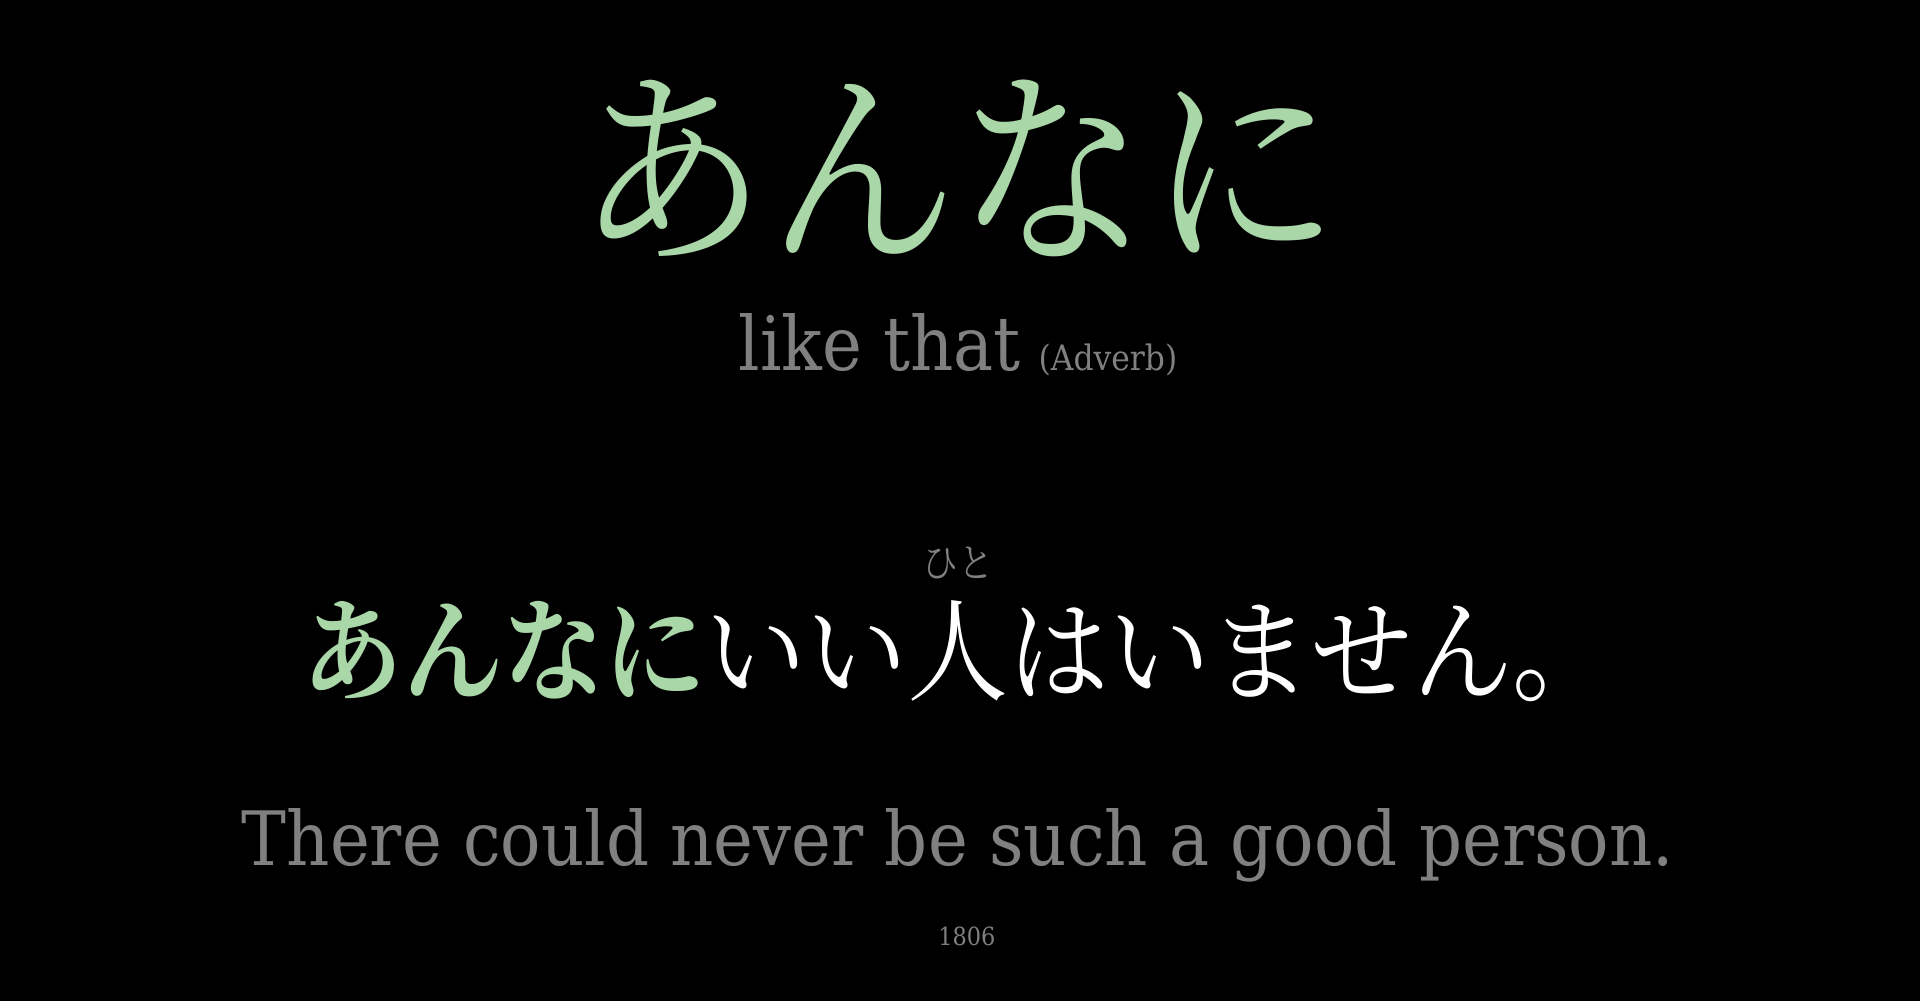 あんなに
like that (Adverb)
ひと
あんなにいい人はいません。
There could never be such a good person.
1806